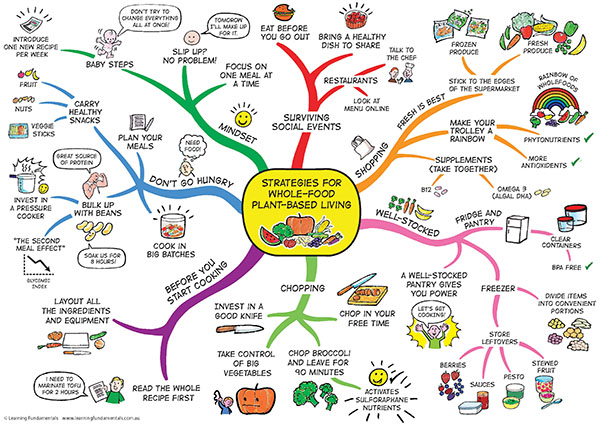 STRATEGIES FOR
WHOLE-FOOD
PLANT-BASED LIVING
MINDSET
BABY STEPS
INTRODUCE
ONE NEW RECIPE
PER WEEK
DON'T TRY TO
CHANGE EVERYTHING
ALL AT ONCE!
SLIP UP?
NO PROBLEM!
TOMORROW
I'LL MAKE UP
FOR IT.
FOCUS ON
ONE MEAL AT
A TIME
SURVIVING
SOCIAL EVENTS
EAT BEFORE
YOU GO OUT
BRING A HEALTHY
DISH TO SHARE
RESTAURANTS
TALK TO
THE CHEF
LOOK AT
MENU ONLINE
SHOPPING
FRESH IS BEST
FROZEN
PRODUCE
FRESH
PRODUCE
STICK TO THE EDGES
OF THE SUPERMARKET
MAKE YOUR
TROLLEY A
RAINBOW
RAINBOW OF
WHOLEFOODS
PHYTONUTRIENTS
MORE
ANTIOXIDENTS
SUPPLEMENTS
(TAKE TOGETHER)
B12
OMEGA 3
(ALGAL DHA)
WELL-STOCKED
FRIDGE AND
PANTRY
CLEAR
CONTAINERS
BPA FREE
A WELL-STOCKED
PANTRY GIVES
YOU POWER
LET'S GET
COOKING!
FREEZER
DIVIDE ITEMS
INTO
CONVENIENT
PORTIONS
STORE
LEFTOVERS
BERRIES
SAUCES
PESTO
STEWED
FRUIT
CHOPPING
CHOP IN YOUR
FREE TIME
INVEST IN A
GOOD KNIFE
TAKE CONTROL
OF BIG
VEGETABLES
CHOP BROCCOLI
AND LEAVE FOR
90 MINUTES
ACTIVATES
SULFORAPHANE
NUTRIENTS
BEFORE YOU
START COOKING
LAYOUT ALL
THE INGREDIENTS
AND EQUIPMENT
READ THE WHOLE
RECIPE FIRST
I NEED TO
MARINATE TOFU
FOR 2 HOURS
DON'T GO HUNGRY
NEED
FOOD!
PLAN YOUR
MEALS
CARRY
HEALTHY
SNACKS
FRUIT
NUTS
VEGGIE
STICKS
BULK UP
WITH BEANS
GREAT SOURCE
OF PROTEIN
INVEST IN
A PRESSURE
COOKER
"THE SECOND
MEAL EFFECT"
GLYCEMIC
INDEX
SOAK US FOR
8 HOURS!
COOK IN
BIG BATCHES
© Learning Fundamentals www.learningfundamentals.com.au